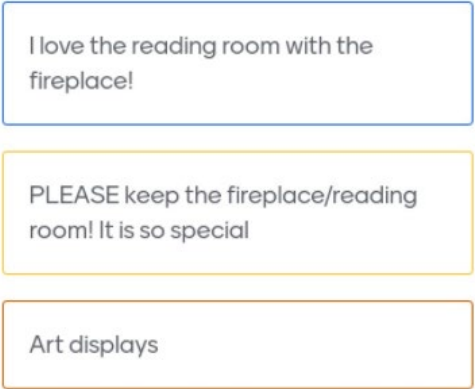 I love the reading room with the
fireplace!
PLEASE keep the fireplace/reading
room! It is so special
Art displays